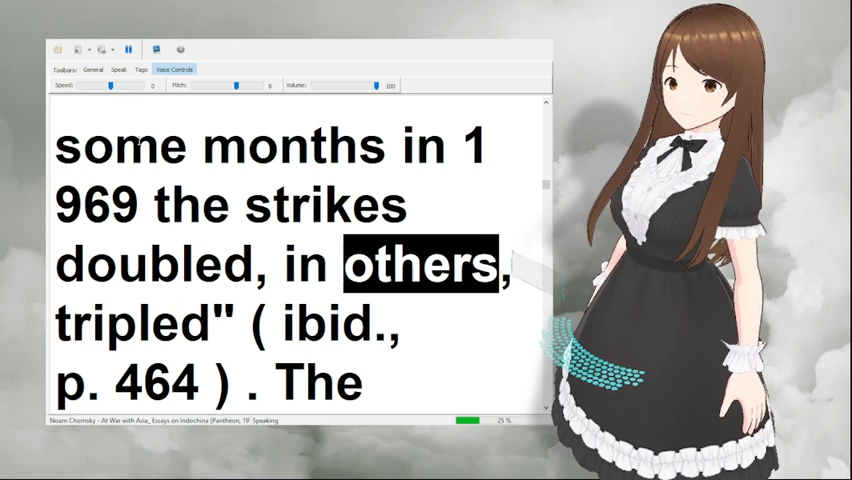 Toolbars: General Speak Tags Voice Controls
Speed: 0 Pitch: 8 Volume: 100
some months in 1
969 the strikes
doubled, in others,
tripled" ( ibid.,
p. 464 ) . The
Noam Chomsky - At War with Asia_ Essays on Indochina (Pantheon, 19 Speaking 25 %